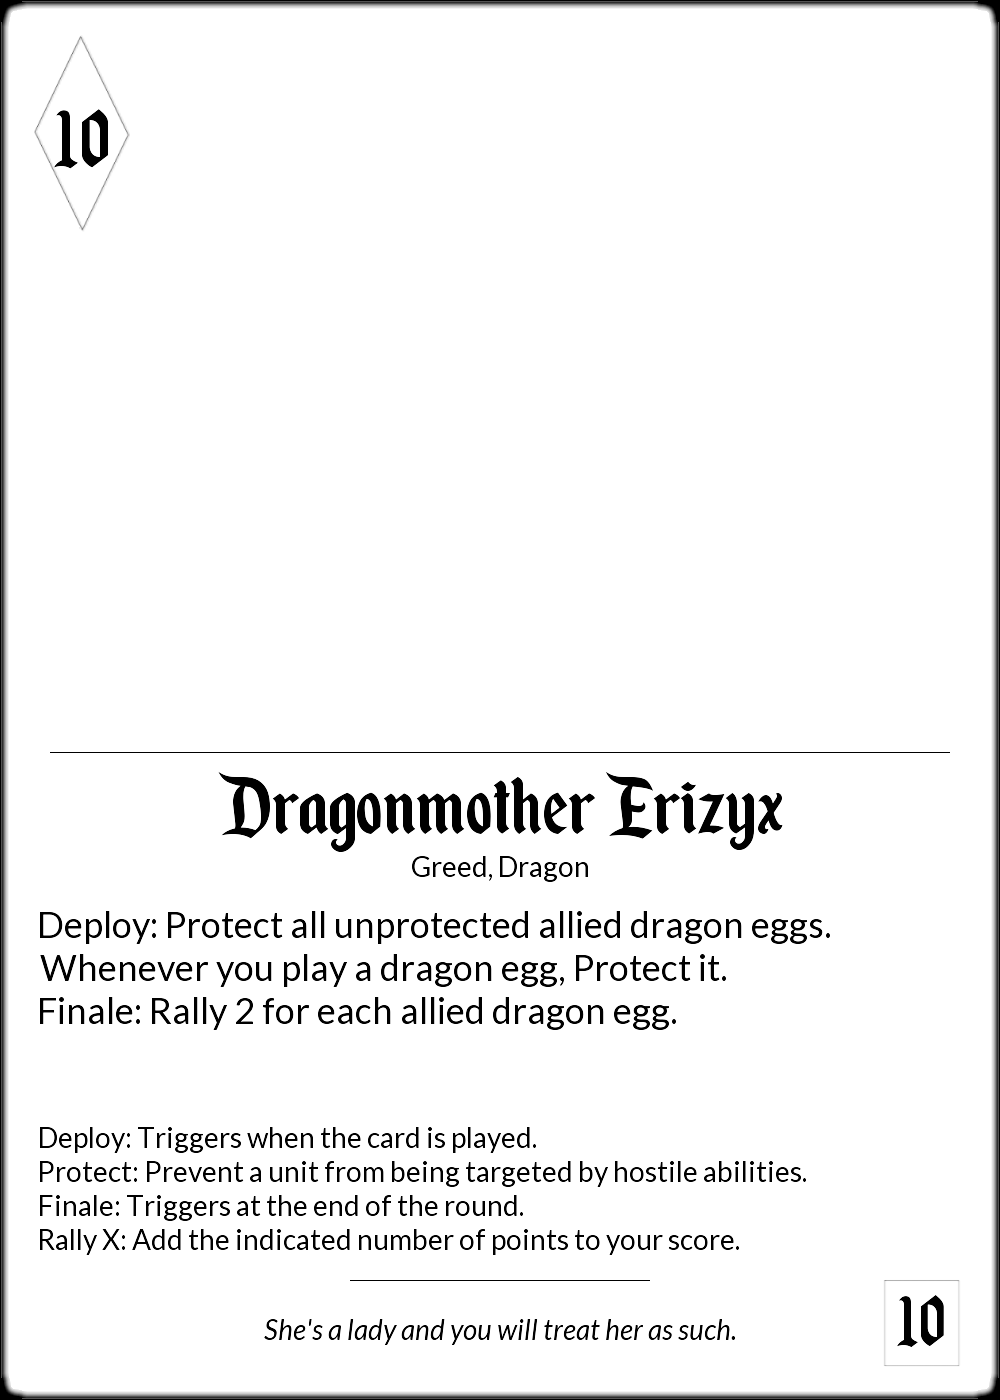 10
Dragonmother Erizyx
Greed, Dragon
Deploy: Protect all unprotected allied dragon eggs.
Whenever you play a dragon egg, Protect it.
Finale: Rally 2 for each allied dragon egg.
Deploy: Triggers when the card is played.
Protect: Prevent a unit from being targeted by hostile abilities.
Finale: Triggers at the end of the round.
Rally X: Add the indicated number of points to your score.
She's a lady and you will treat her as such.
10